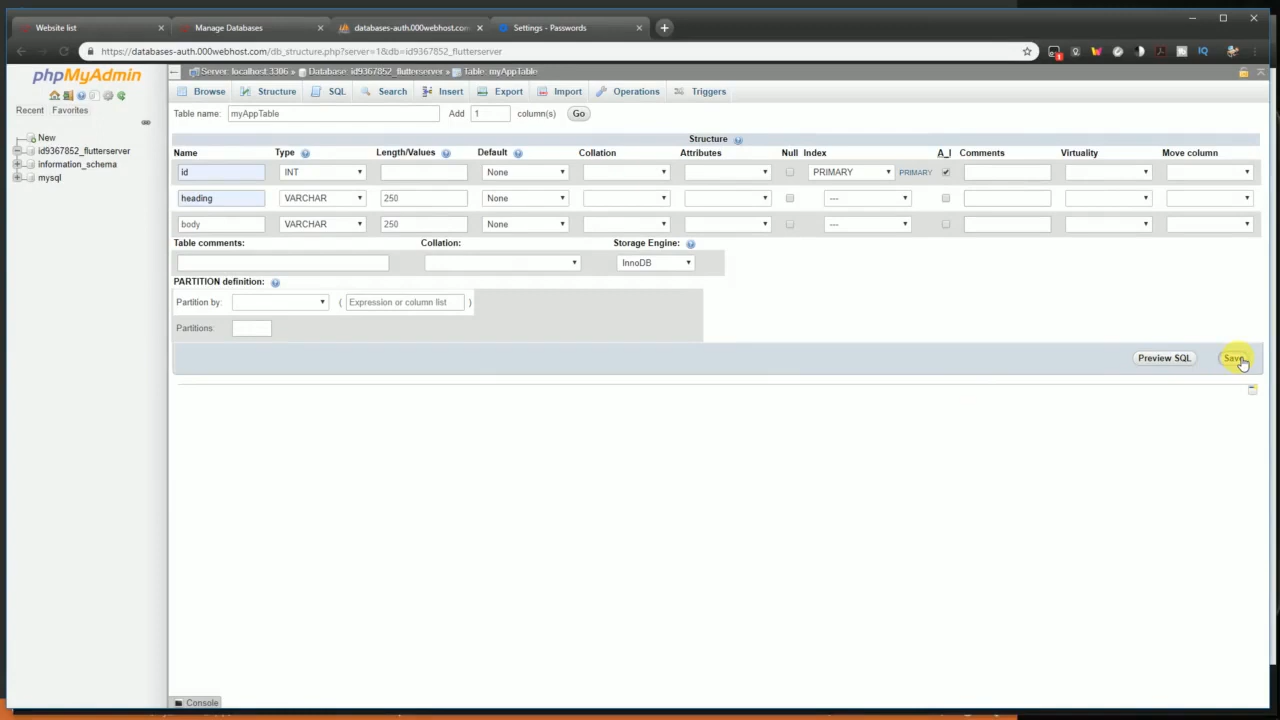 Website list
Manage Databases
databases-auth.000webhost.com
Settings - Passwords
https://databases-auth.000webhost.com/db_structure.php?server=1&db=id9367852_flutterserver
phpMyAdmin
Recent Favorites
New
id9367852_flutterserver
information_schema
mysql
Server: localhost:3306 » Database: id9367852_flutterserver » Table: myAppTable
Browse Structure SQL Search Insert Export Import Operations Triggers
Table name: myAppTable Add 1 column(s) Go
Structure
Name Type Length/Values Default Collation Attributes Null Index A_I Comments Virtuality Move column
id INT None PRIMARY PRIMARY
heading VARCHAR 250 None ---
body VARCHAR 250 None ---
Table comments: Collation: Storage Engine:
InnoDB
PARTITION definition:
Partition by: ( Expression or column list )
Partitions
Preview SQL Save
Console